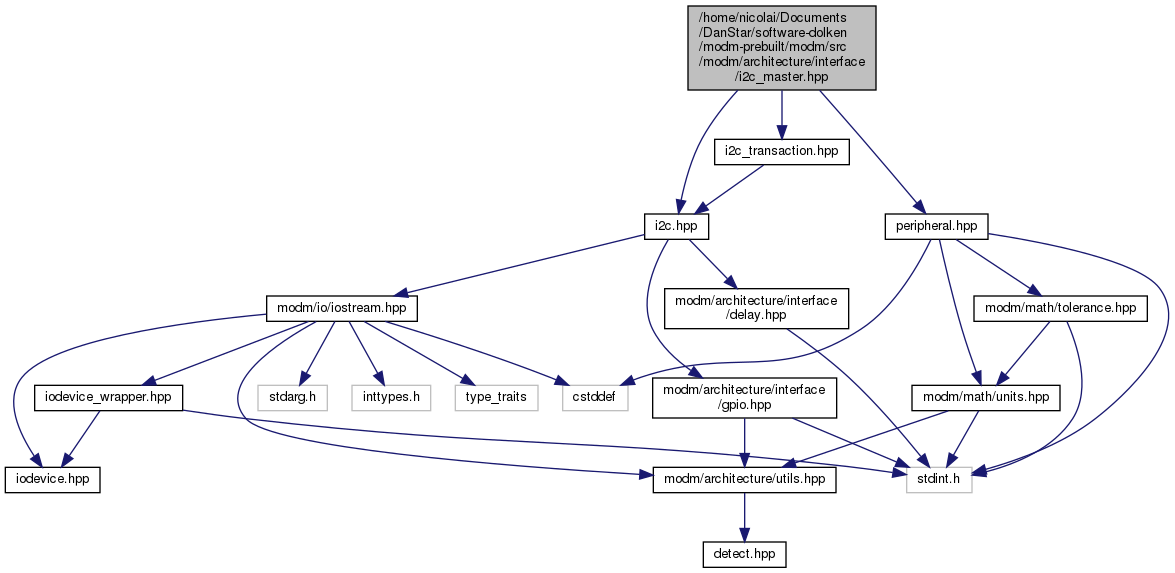 /home/nicolai/Documents
/DanStar/software-dolken
/modm-prebuilt/modm/src
/modm/architecture/interface
/i2c_master.hpp
i2c_transaction.hpp
i2c.hpp
peripheral.hpp
modm/io/iostream.hpp
modm/architecture/interface
/delay.hpp
modm/math/tolerance.hpp
iodevice_wrapper.hpp
stdarg.h
inttypes.h
type_traits
cstddef
modm/architecture/interface
/gpio.hpp
modm/math/units.hpp
iodevice.hpp
modm/architecture/utils.hpp
stdint.h
detect.hpp